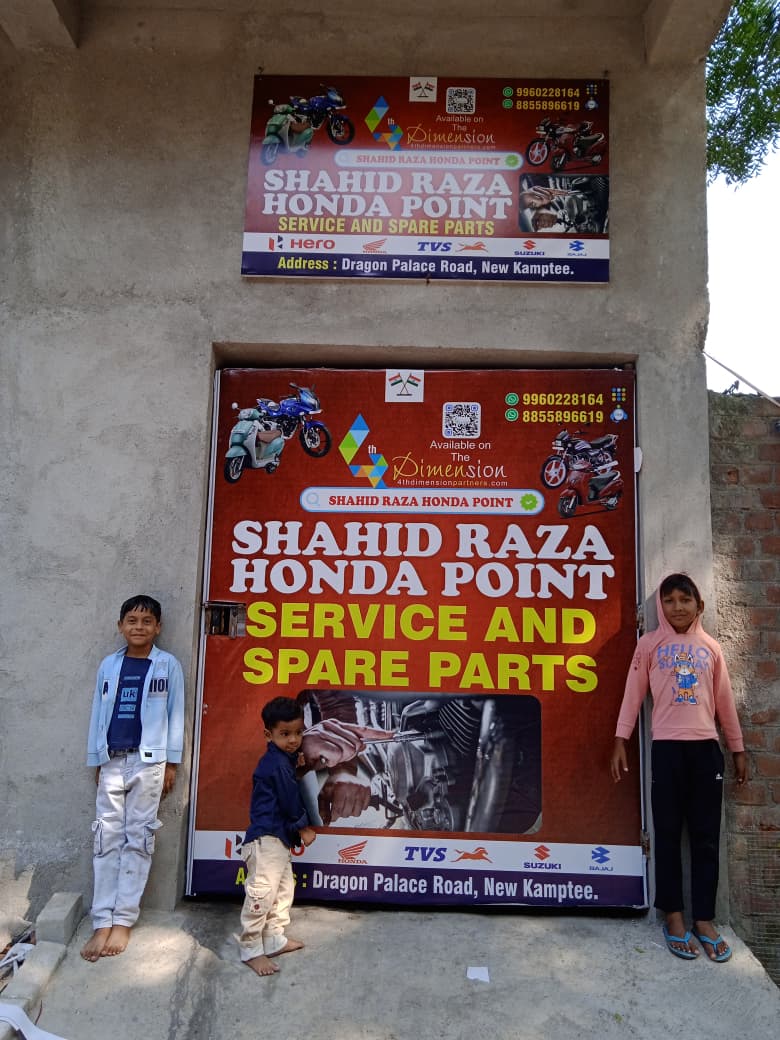 9960228164
8855896619
4th
Available on
The
Dimension
4thdimensionpartners.com
SHAHID RAZA HONDA POINT
SHAHID RAZA
HONDA POINT
SERVICE AND SPARE PARTS
Hero HONDA TVS SUZUKI BAJAJ
Address : Dragon Palace Road, New Kamptee.
9960228164
8855896619
4th
Available on
The
Dimension
4thdimensionpartners.com
SHAHID RAZA HONDA POINT
SHAHID RAZA
HONDA POINT
SERVICE AND
SPARE PARTS
HONDA TVS SUZUKI BAJAJ
Dragon Palace Road, New Kamptee.
uk
HELLO